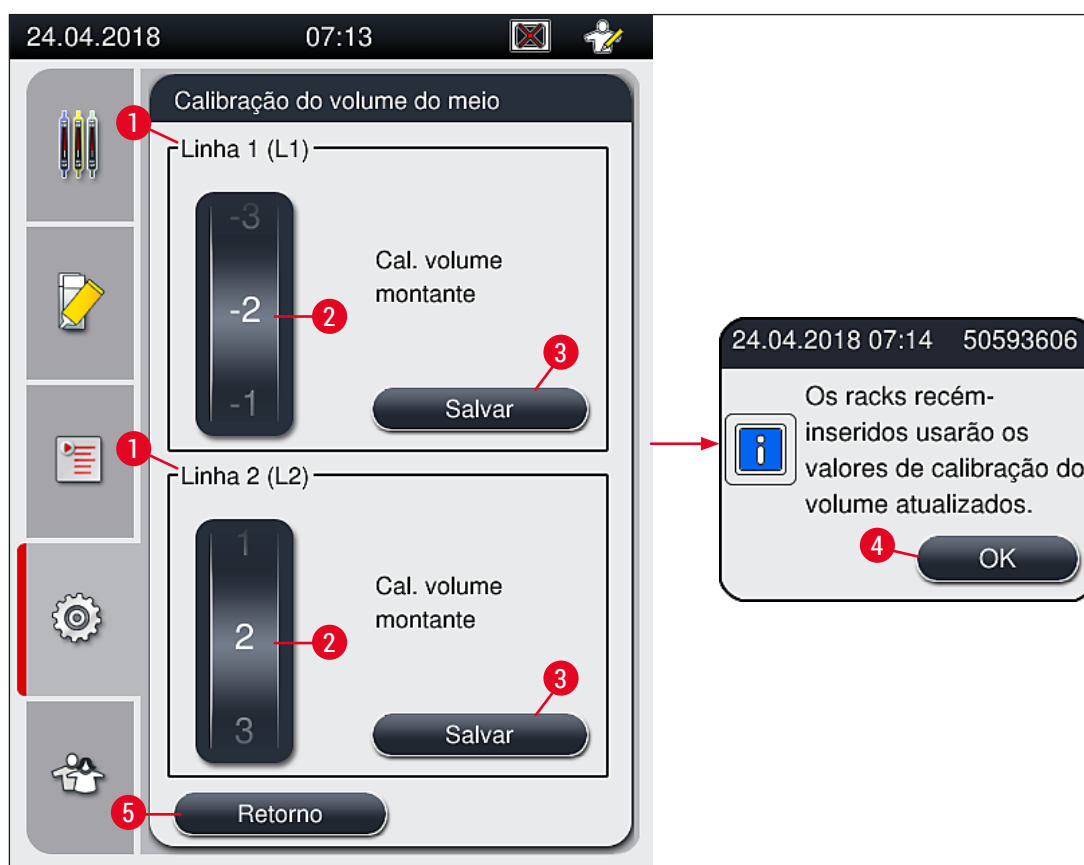 24.04.2018 07:13
Calibração do volume do meio
1
Linha 1 (L1)
-3
-2
-1
2
Cal. volume
montante
3
Salvar
1
Linha 2 (L2)
1
2
3
2
Cal. volume
montante
3
Salvar
5
Retorno
24.04.2018 07:14 50593606
Os racks recém-
inseridos usarão os
valores de calibração do
volume atualizados.
4
OK